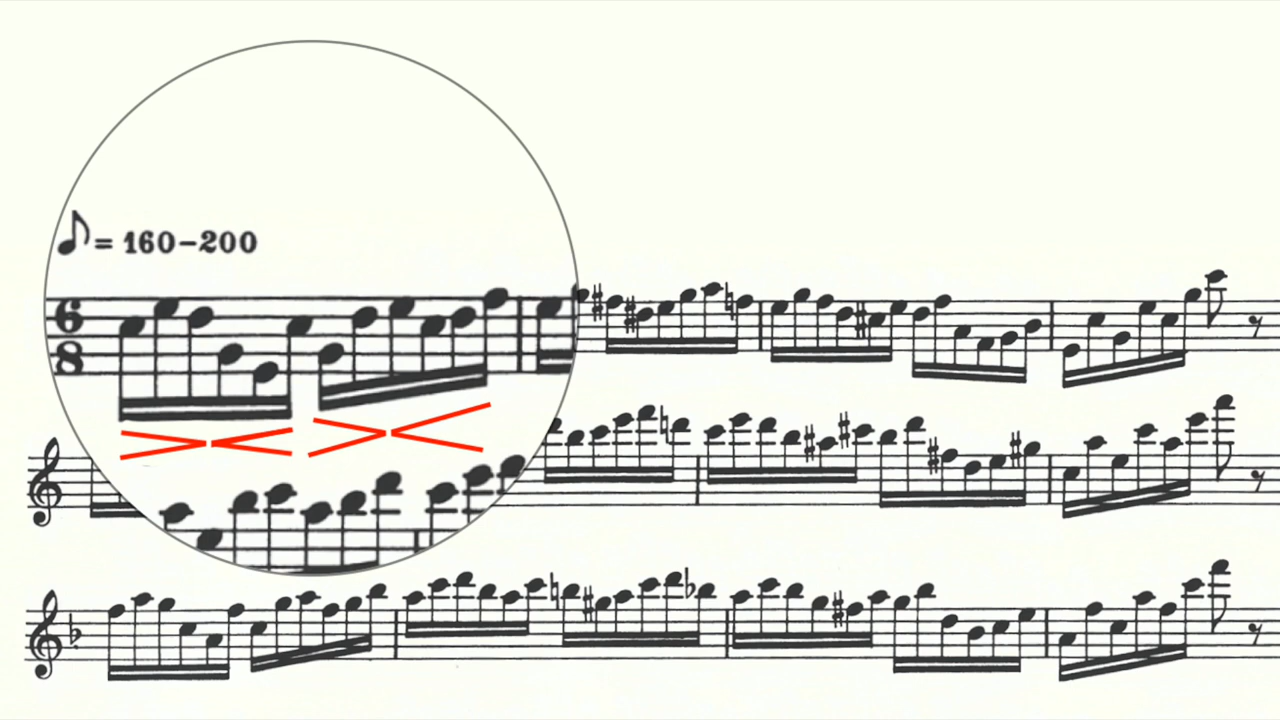 ♪ = 160–200
6
8